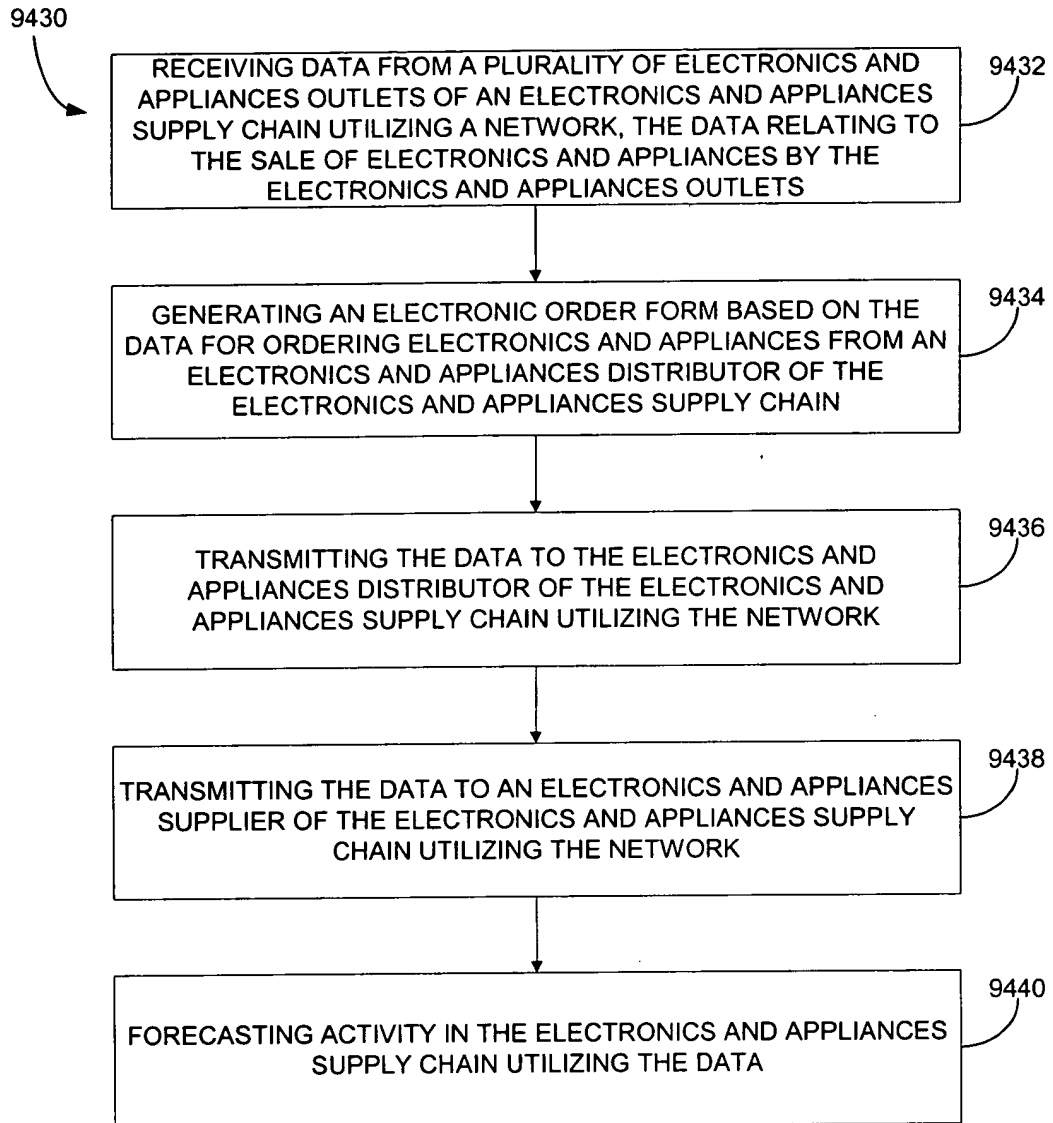 9430
RECEIVING DATA FROM A PLURALITY OF ELECTRONICS AND
APPLIANCES OUTLETS OF AN ELECTRONICS AND APPLIANCES
SUPPLY CHAIN UTILIZING A NETWORK, THE DATA RELATING TO
THE SALE OF ELECTRONICS AND APPLIANCES BY THE
ELECTRONICS AND APPLIANCES OUTLETS
9432
GENERATING AN ELECTRONIC ORDER FORM BASED ON THE
DATA FOR ORDERING ELECTRONICS AND APPLIANCES FROM AN
ELECTRONICS AND APPLIANCES DISTRIBUTOR OF THE
ELECTRONICS AND APPLIANCES SUPPLY CHAIN
9434
TRANSMITTING THE DATA TO THE ELECTRONICS AND
APPLIANCES DISTRIBUTOR OF THE ELECTRONICS AND
APPLIANCES SUPPLY CHAIN UTILIZING THE NETWORK
9436
TRANSMITTING THE DATA TO AN ELECTRONICS AND APPLIANCES
SUPPLIER OF THE ELECTRONICS AND APPLIANCES SUPPLY
CHAIN UTILIZING THE NETWORK
9438
FORECASTING ACTIVITY IN THE ELECTRONICS AND APPLIANCES
SUPPLY CHAIN UTILIZING THE DATA
9440